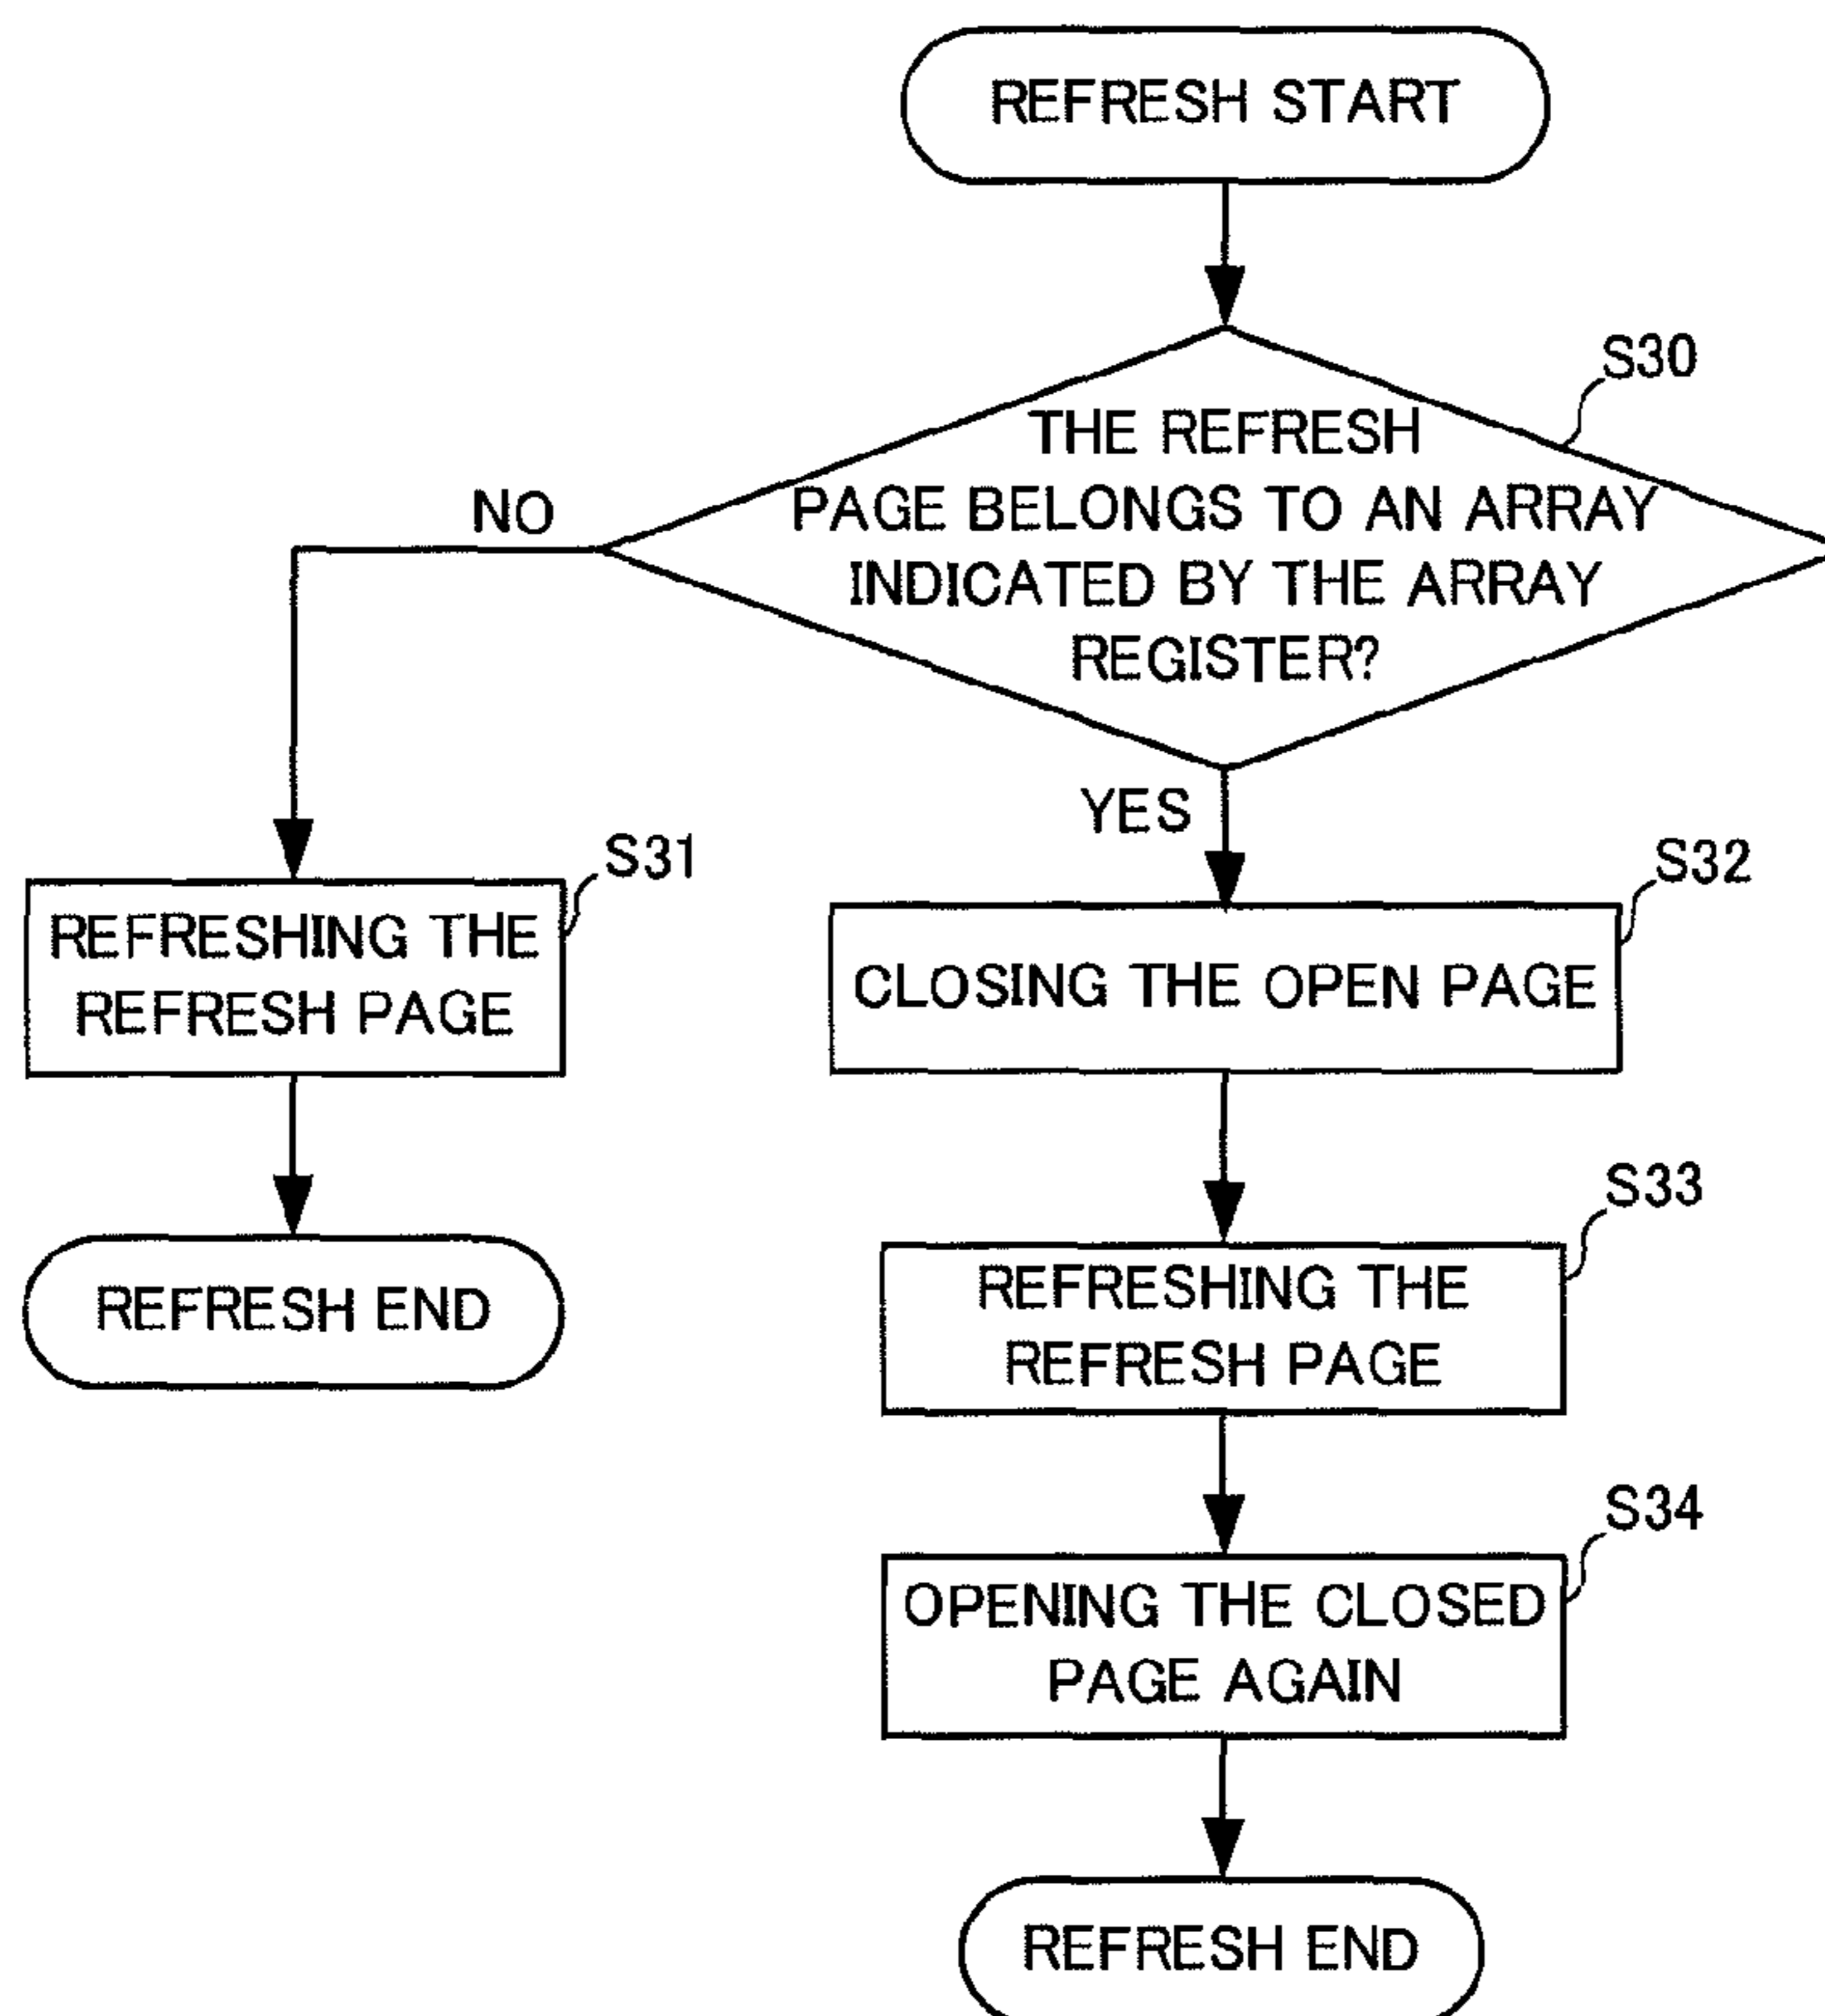 REFRESH START
S30
THE REFRESH
PAGE BELONGS TO AN ARRAY
INDICATED BY THE ARRAY
REGISTER?
NO
YES
S31
REFRESHING THE
REFRESH PAGE
REFRESH END
S32
CLOSING THE OPEN PAGE
S33
REFRESHING THE
REFRESH PAGE
S34
OPENING THE CLOSED
PAGE AGAIN
REFRESH END